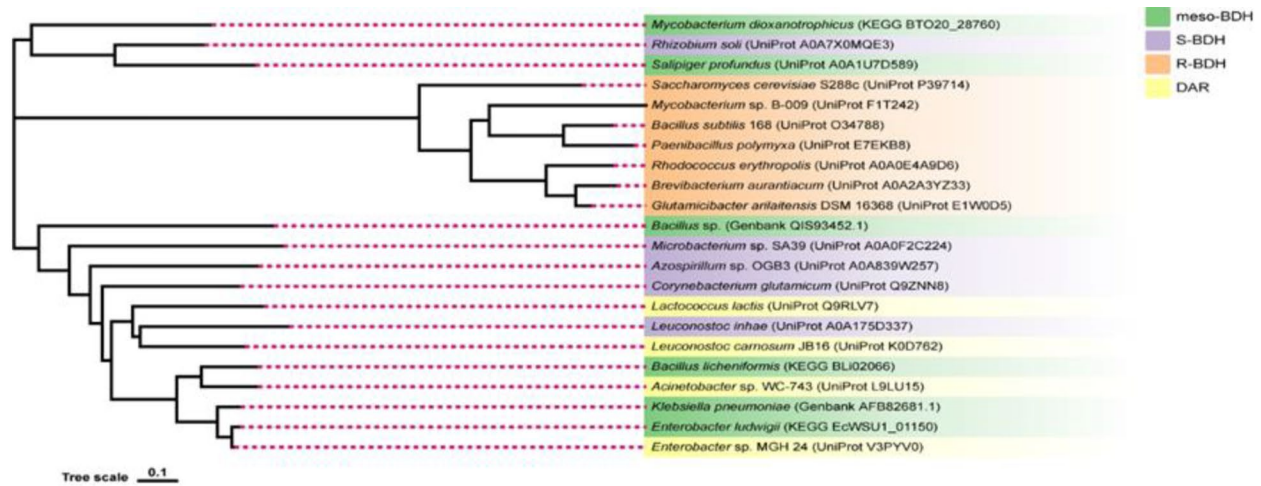 Mycobacterium dioxanotrophicus (KEGG BTO20_28760)
Rhizobium soli (UniProt A0A7X0MQE3)
Salipiger profundus (UniProt A0A1U7D589)
Saccharomyces cerevisiae S288c (UniProt P39714)
Mycobacterium sp. B-009 (UniProt F1T242)
Bacillus subtilis 168 (UniProt O34788)
Paenibacillus polymyxa (UniProt E7EKB8)
Rhodococcus erythropolis (UniProt A0A0E4A9D6)
Brevibacterium aurantiacum (UniProt A0A2A3YZ33)
Glutamicibacter arilaitensis DSM 16368 (UniProt E1W0D5)
Bacillus sp. (Genbank QIS93452.1)
Microbacterium sp. SA39 (UniProt A0A0F2C224)
Azospirillum sp. OGB3 (UniProt A0A839W257)
Corynebacterium glutamicum (UniProt Q9ZNN8)
Lactococcus lactis (UniProt Q9RLV7)
Leuconostoc inhae (UniProt A0A175D337)
Leuconostoc carnosum JB16 (UniProt K0D762)
Bacillus licheniformis (KEGG BLi02066)
Acinetobacter sp. WC-743 (UniProt L9LU15)
Klebsiella pneumoniae (Genbank AFB82681.1)
Enterobacter ludwigii (KEGG EcWSU1_01150)
Enterobacter sp. MGH 24 (UniProt V3PYV0)
meso-BDH
S-BDH
R-BDH
DAR
Tree scale 0.1